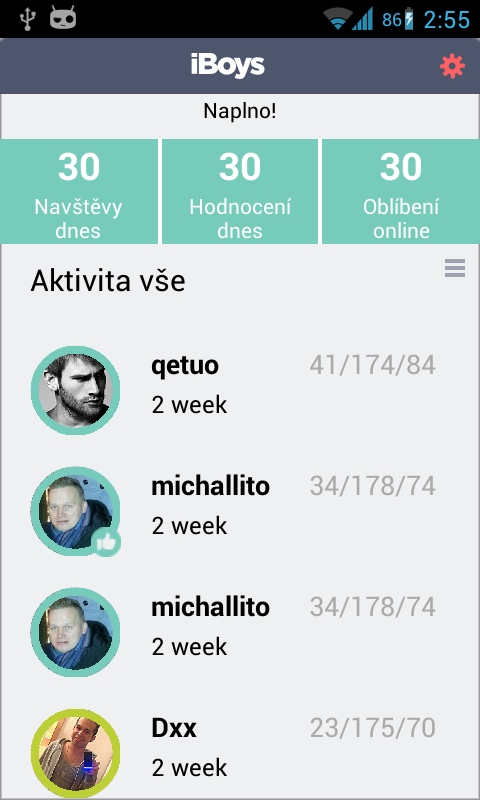 86 2:55
iBoys
Naplno!
30 30 30
Navštěvy Hodnocení Oblíbení
dnes dnes online
Aktivita vše
qetuo 41/174/84
2 week
michallito 34/178/74
2 week
michallito 34/178/74
2 week
Dxx 23/175/70
2 week